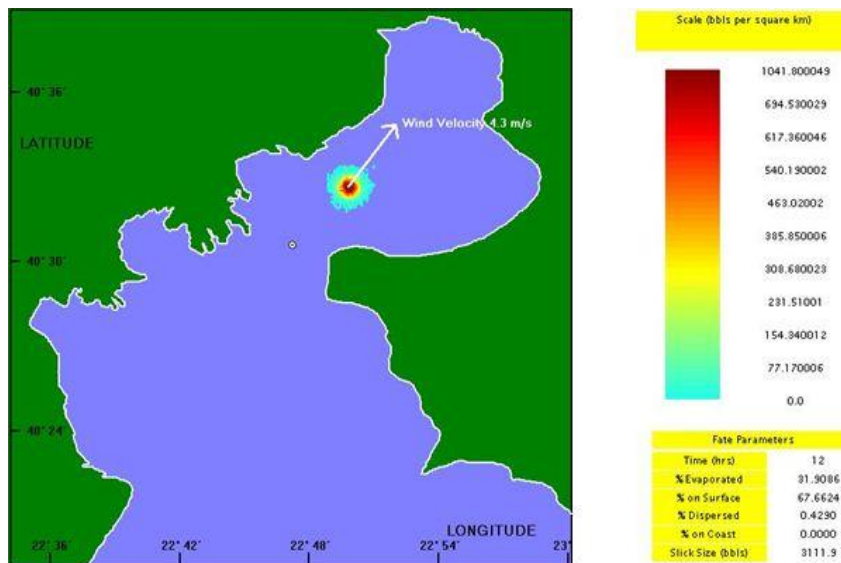 Scale (bbls per square km)
1041.800049
694.530029
617.360046
540.190002
463.02002
385.850006
308.680023
231.51001
154.340012
77.170006
0.0
40° 36'
LATITUDE
Wind Velocity 4.3 m/s
40° 30'
40° 24'
LONGITUDE
22° 36' 22° 42' 22° 48' 22° 54' 23°
Fate Parameters
Time (hrs) 12
% Evaporated 31.9086
% on Surface 67.6624
% Dispersed 0.4290
% on Coast 0.0000
Slick Size (bbls) 3111.9